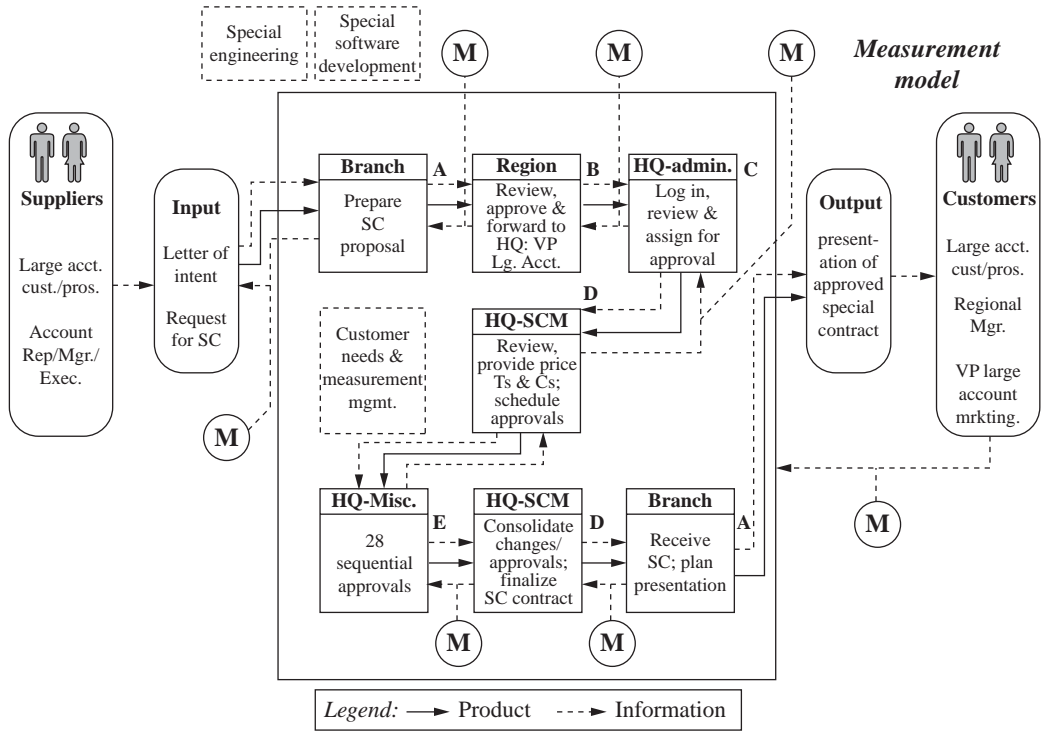 Special
engineering
Special
software
development
M
M
M
Measurement
model
Suppliers
Large acct.
cust./pros.
Account
Rep/Mgr./
Exec.
Input
Letter of
intent
Request
for SC
M
Branch
A
Prepare
SC
proposal
Region
B
Review,
approve &
forward to
HQ: VP
Lg. Acct.
HQ-admin.
C
Log in,
review &
assign for
approval
D
HQ-SCM
Review,
provide price
Ts & Cs;
schedule
approvals
Customer
needs &
measurement
mgmt.
HQ-Misc.
E
28
sequential
approvals
HQ-SCM
D
Consolidate
changes/
approvals;
finalize
SC contract
Branch
A
Receive
SC; plan
presentation
M
M
Output
present-
ation of
approved
special
contract
Customers
Large acct.
cust/pros.
Regional
Mgr.
VP large
account
mrkting.
M
Legend: Product Information